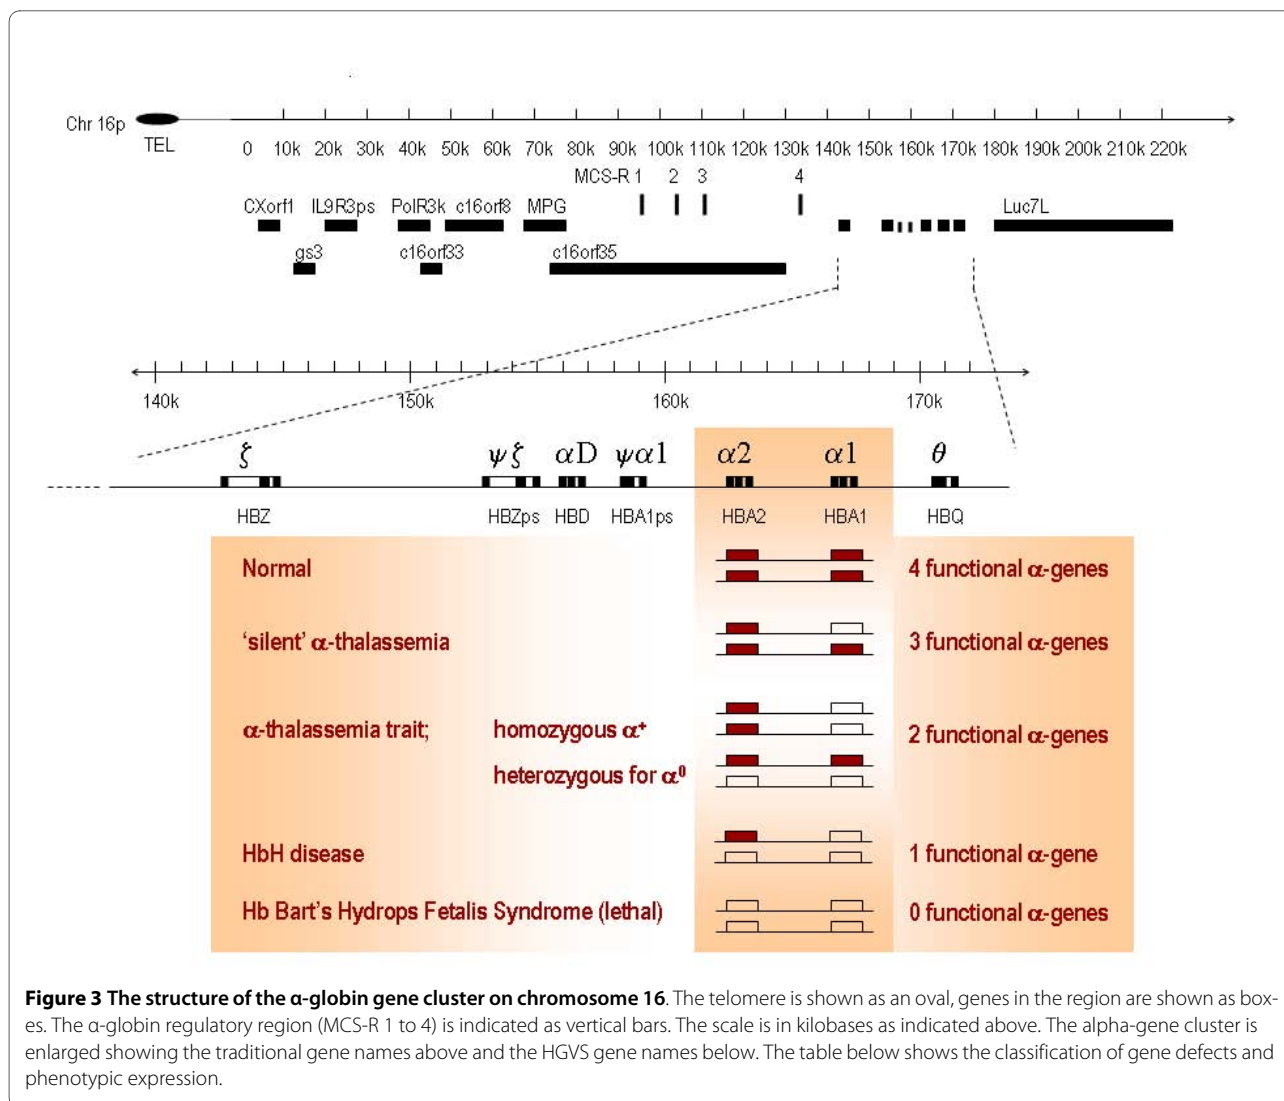 Chr 16p
TEL
0 10k 20k 30k 40k 50k 60k 70k 80k 90k 100k 110k 120k 130k 140k 150k 160k 170k 180k 190k 200k 210k 220k
MCS-R 1 2 3 4
CXorf1 IL9R3ps PolR3k c16orf8 MPG Luc7L
gs3 c16orf33 c16orf35
140k 150k 160k 170k
ζ ψζ αD ψα1 α2 α1 θ
HBZ HBZps HBD HBA1ps HBA2 HBA1 HBQ
Normal 4 functional α-genes
‘silent’ α-thalassemia 3 functional α-genes
α-thalassemia trait; homozygous α⁺ 2 functional α-genes
heterozygous for α⁰
HbH disease 1 functional α-gene
Hb Bart's Hydrops Fetalis Syndrome (lethal) 0 functional α-genes
Figure 3 The structure of the α-globin gene cluster on chromosome 16. The telomere is shown as an oval, genes in the region are shown as box-
es. The α-globin regulatory region (MCS-R 1 to 4) is indicated as vertical bars. The scale is in kilobases as indicated above. The alpha-gene cluster is
enlarged showing the traditional gene names above and the HGVS gene names below. The table below shows the classification of gene defects and
phenotypic expression.